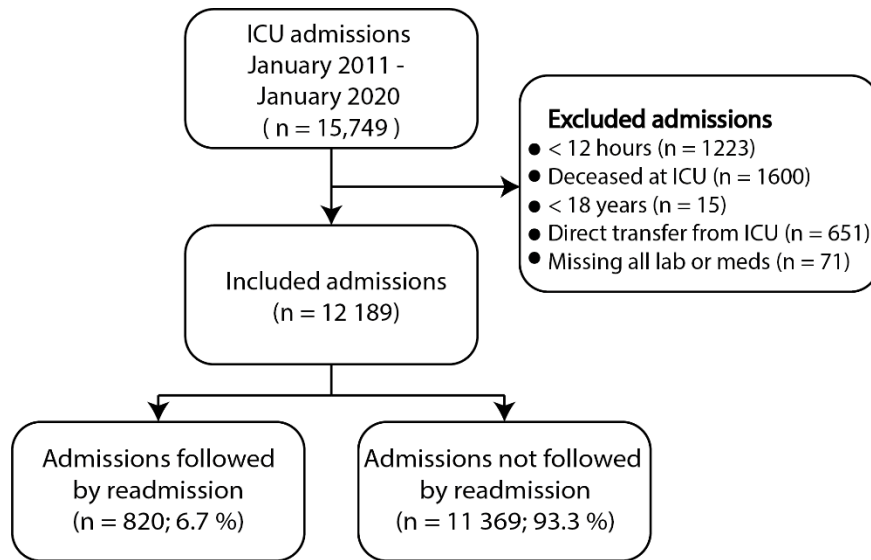 ICU admissions
January 2011 -
January 2020
( n = 15,749 )
Excluded admissions
● < 12 hours (n = 1223)
● Deceased at ICU (n = 1600)
● < 18 years (n = 15)
● Direct transfer from ICU (n = 651)
● Missing all lab or meds (n = 71)
Included admissions
(n = 12 189)
Admissions followed
by readmission
(n = 820; 6.7 %)
Admissions not followed
by readmission
(n = 11 369; 93.3 %)